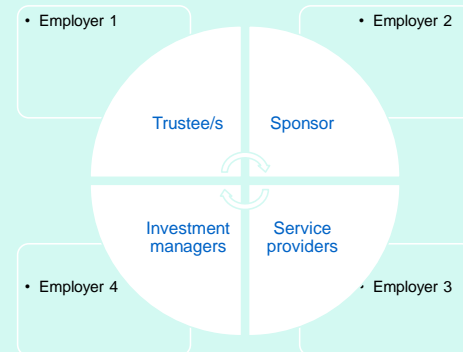 • Employer 1
• Employer 2
Trustee/s
Sponsor
Investment
managers
Service
providers
• Employer 4
• Employer 3